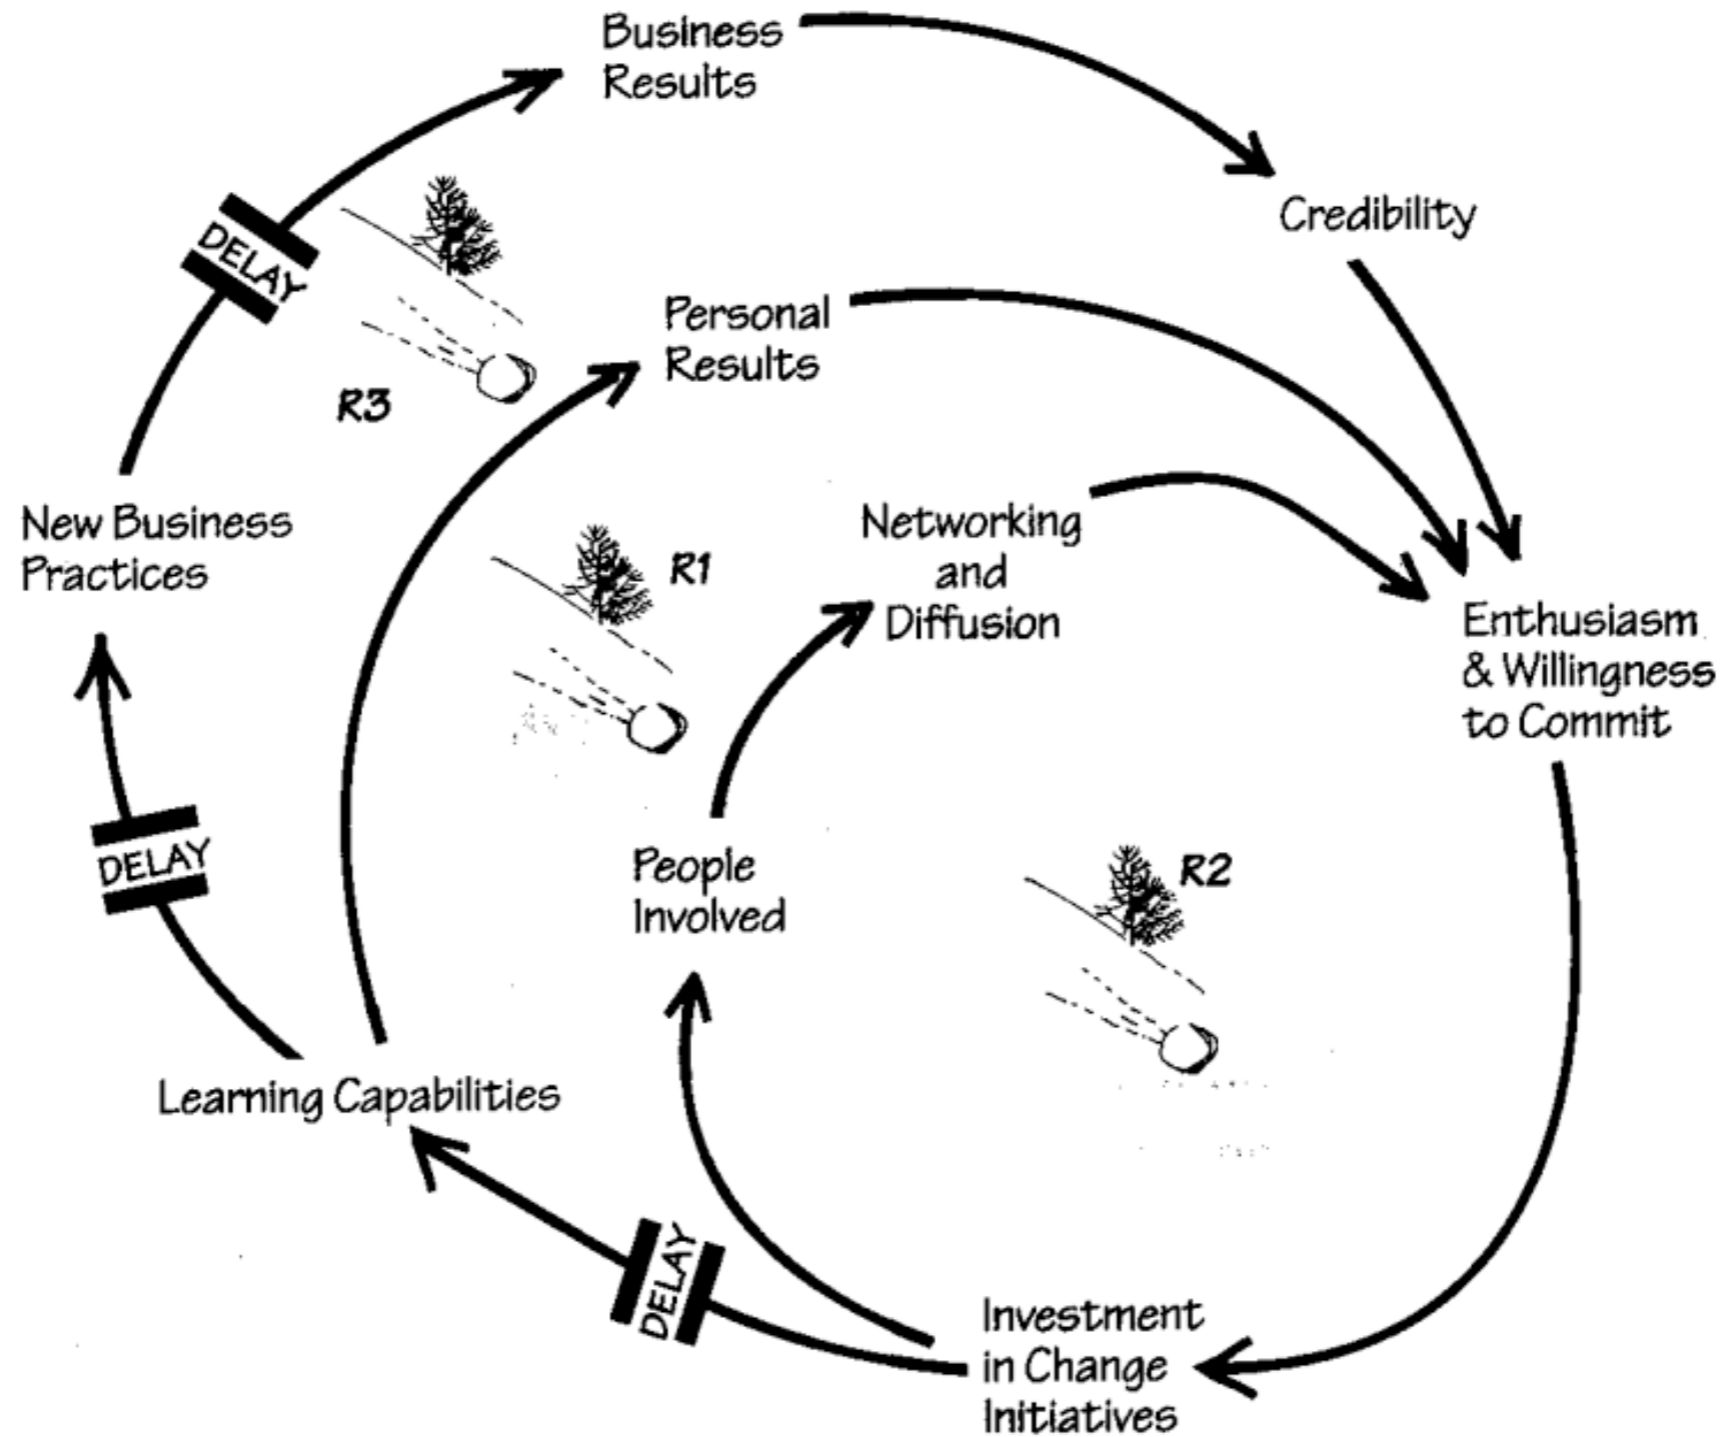 Business
Results
Credibility
DELAY
Personal
Results
R3
New Business
Practices
R1
Networking
and
Diffusion
Enthusiasm
& Willingness
to Commit
DELAY
People
Involved
R2
Learning Capabilities
DELAY
Investment
in Change
Initiatives